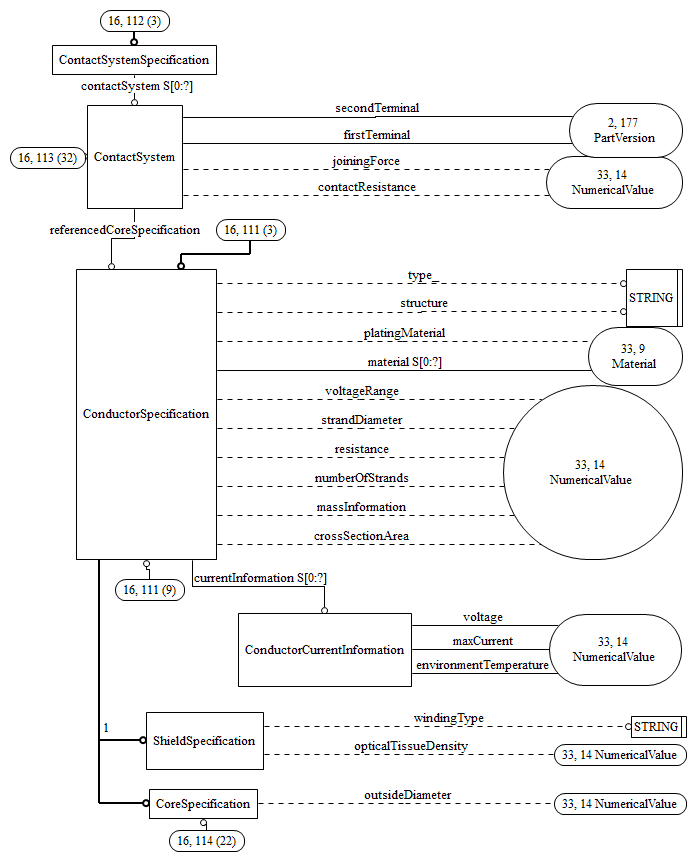 16, 112 (3)
ContactSystemSpecification
contactSystem S[0:?]
secondTerminal
2, 177
PartVersion
firstTerminal
16, 113 (32)
ContactSystem
joiningForce
33, 14
NumericalValue
contactResistance
referencedCoreSpecification
16, 111 (3)
type_
STRING
structure
platingMaterial
33, 9
Material
material S[0:?]
voltageRange
ConductorSpecification
strandDiameter
resistance
33, 14
NumericalValue
numberOfStrands
massInformation
crossSectionArea
16, 111 (9)
currentInformation S[0:?]
voltage
ConductorCurrentInformation
maxCurrent
33, 14
NumericalValue
environmentTemperature
1
ShieldSpecification
windingType
STRING
opticalTissueDensity
33, 14 NumericalValue
CoreSpecification
outsideDiameter
33, 14 NumericalValue
16, 114 (22)